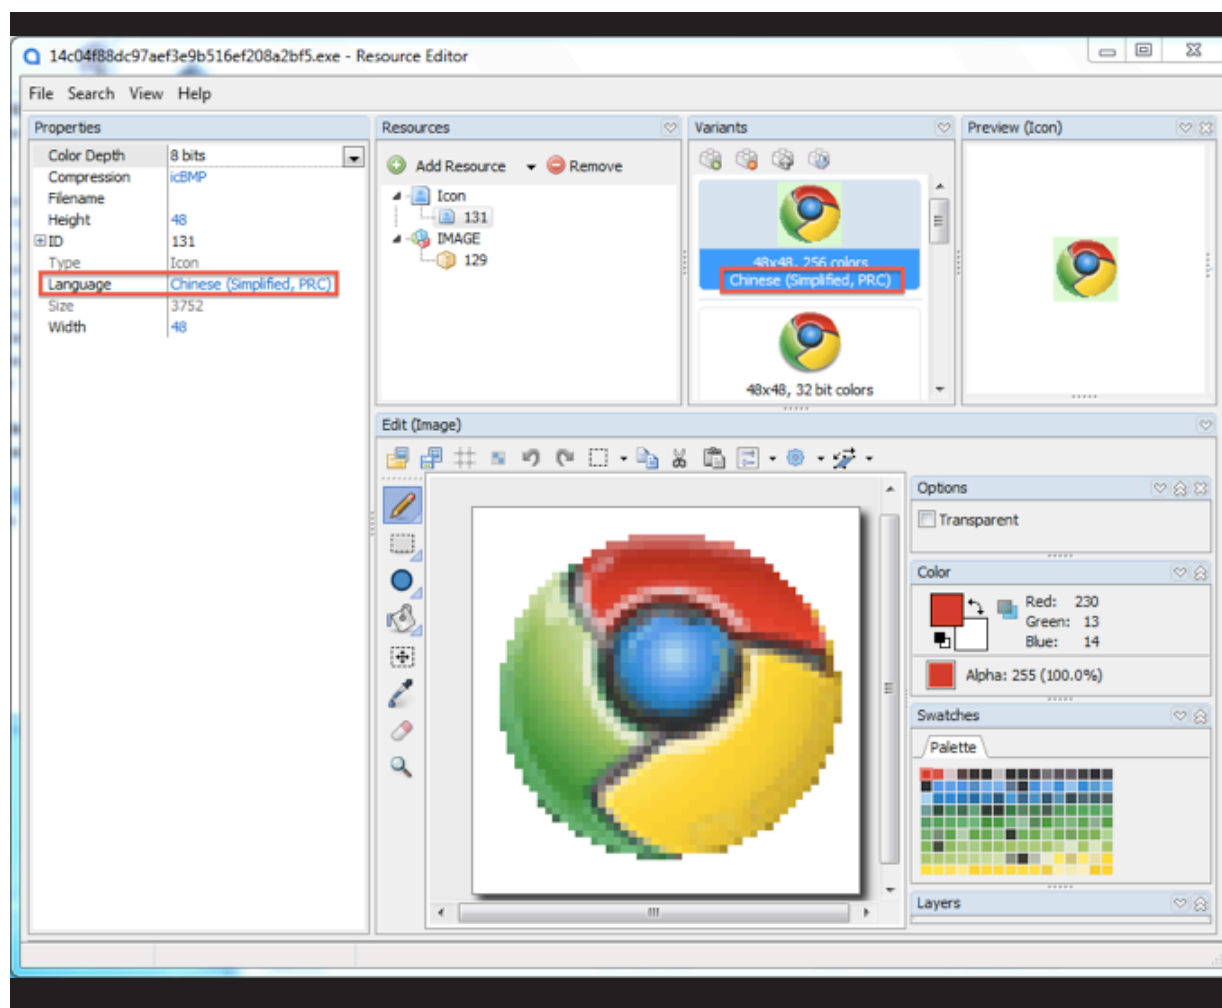 14c04f88dc97aef3e9b516ef208a2bf5.exe - Resource Editor
File Search View Help
Properties
Color Depth 8 bits
Compression icBMP
Filename
Height 48
ID 131
Type Icon
Language Chinese (Simplified, PRC)
Size 3752
Width 48
Resources
Add Resource Remove
Icon
131
IMAGE
129
Variants
48x48, 256 colors
Chinese (Simplified, PRC)
48x48, 32 bit colors
Preview (Icon)
Edit (Image)
Options
Transparent
Color
Red: 230
Green: 13
Blue: 14
Alpha: 255 (100.0%)
Swatches
Palette
Layers